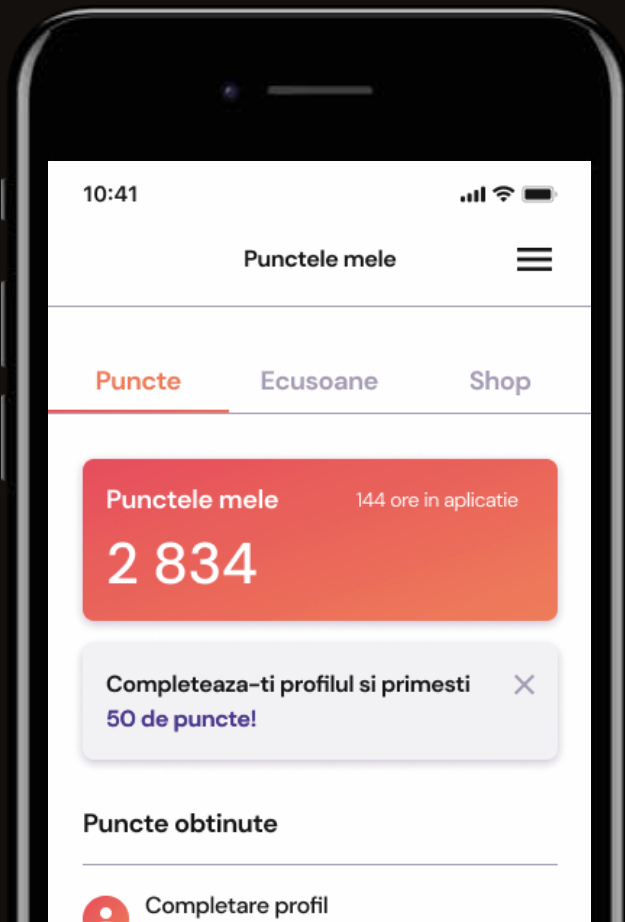 10:41
Punctele mele
Puncte Ecusoane Shop
Punctele mele 144 ore in aplicatie
2 834
Completeaza-ti profilul si primesti
50 de puncte!
Puncte obtinute
Completare profil